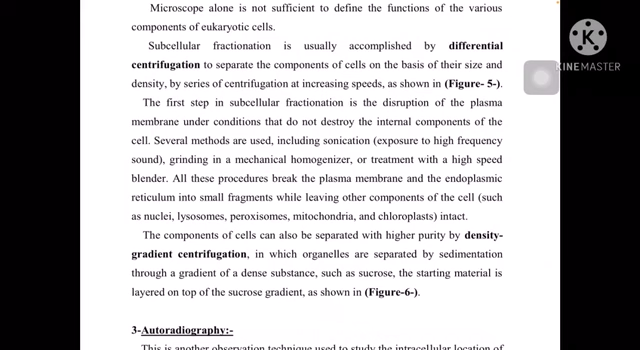 Microscope alone is not sufficient to define the functions of the various
components of eukaryotic cells.
Subcellular fractionation is usually accomplished by differential
centrifugation to separate the components of cells on the basis of their size and
density, by series of centrifugation at increasing speeds, as shown in (Figure- 5-).
The first step in subcellular fractionation is the disruption of the plasma
membrane under conditions that do not destroy the internal components of the
cell. Several methods are used, including sonication (exposure to high frequency
sound), grinding in a mechanical homogenizer, or treatment with a high speed
blender. All these procedures break the plasma membrane and the endoplasmic
reticulum into small fragments while leaving other components of the cell (such
as nuclei, lysosomes, peroxisomes, mitochondria, and chloroplasts) intact.
The components of cells can also be separated with higher purity by density-
gradient centrifugation, in which organelles are separated by sedimentation
through a gradient of a dense substance, such as sucrose, the starting material is
layered on top of the sucrose gradient, as shown in (Figure-6-).
3-Autoradiography:-
This is another observation technique used to study the intracellular location of
KINEMASTER